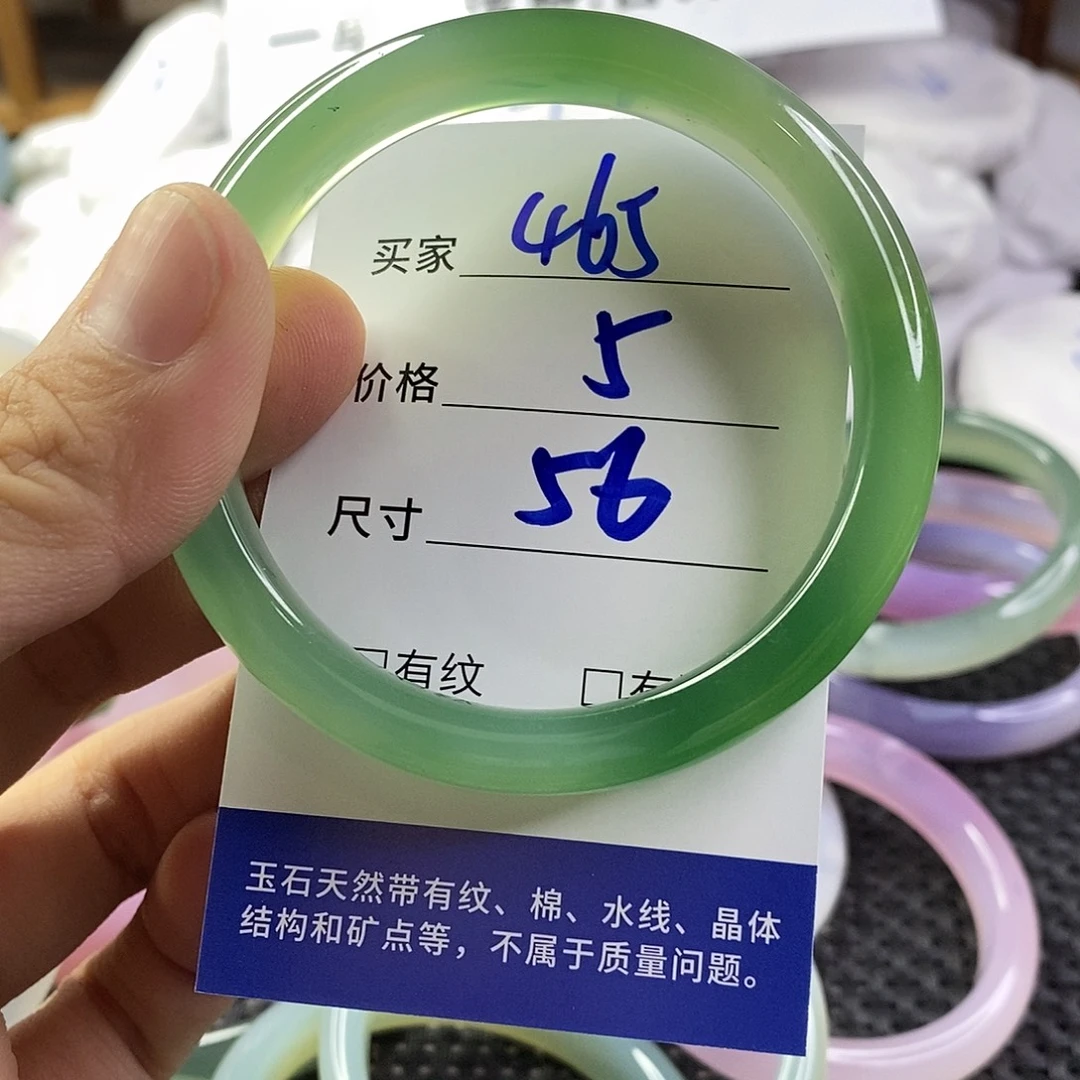 买家 465
价格 5
尺寸 56
□有纹 □有
玉石天然带有纹、棉、水线、晶体
结构和矿点等，不属于质量问题。